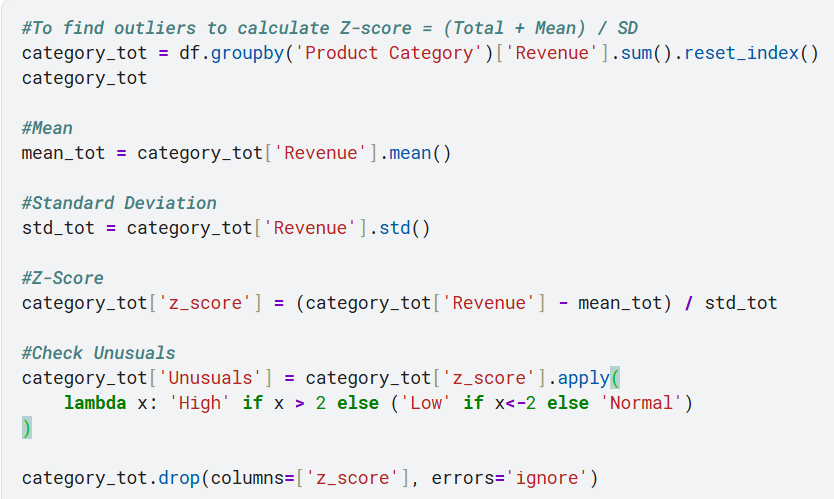 #To find outliers to calculate Z-score = (Total + Mean) / SD
category_tot = df.groupby('Product Category')['Revenue'].sum().reset_index()
category_tot
#Mean
mean_tot = category_tot['Revenue'].mean()
#Standard Deviation
std_tot = category_tot['Revenue'].std()
#Z-Score
category_tot['z_score'] = (category_tot['Revenue'] - mean_tot) / std_tot
#Check Unusuals
category_tot['Unusuals'] = category_tot['z_score'].apply(
    lambda x: 'High' if x > 2 else ('Low' if x<-2 else 'Normal')
)
category_tot.drop(columns=['z_score'], errors='ignore')